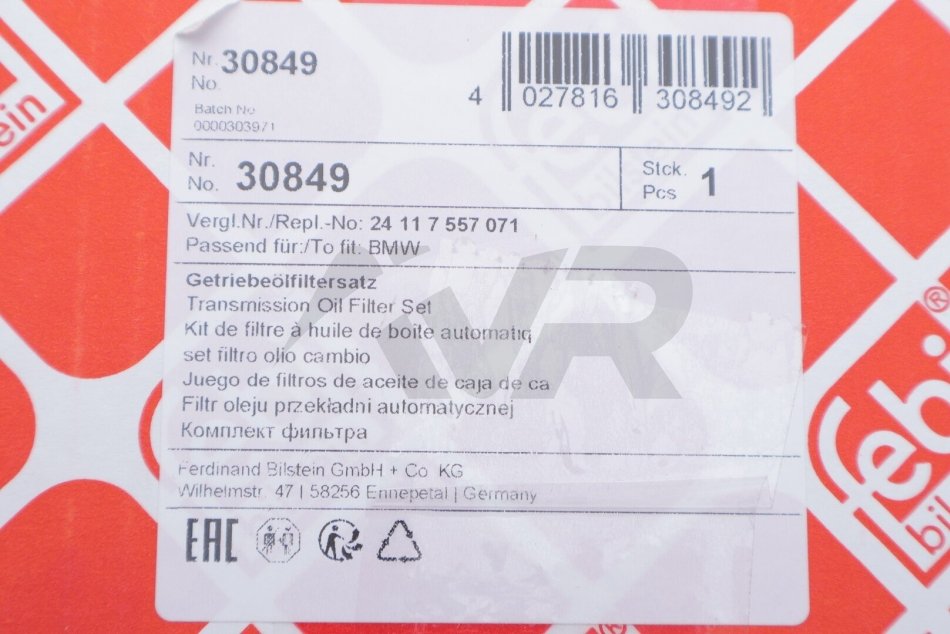 Nr. 30849
No.
Batch No
0000303971
4 027816 308492
Nr.
No. 30849
Stck.
Pcs 1
Vergl.Nr./Repl.-No: 24 11 7 557 071
Passend für:/To fit: BMW
Getriebeölfiltersatz
Transmission Oil Filter Set
Kit de filtre à huile de boîte automatiq
set filtro olio cambio
Juego de filtros de aceite de caja de ca
Filtr oleju przekładni automatycznej
Комплект фильтра
Ferdinand Bilstein GmbH + Co. KG
Wilhelmstr. 47 | 58256 Ennepetal | Germany
EAC
VR
febi
bilstein